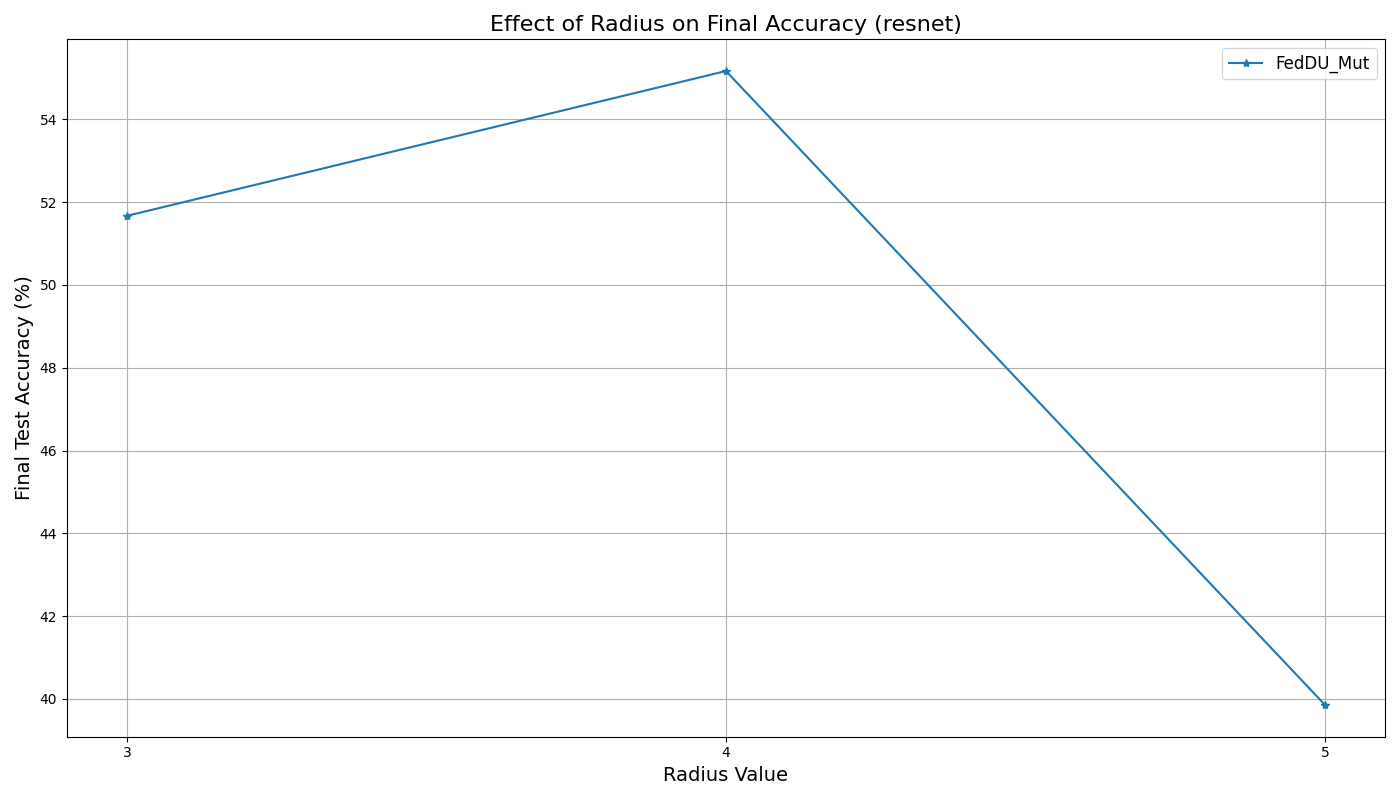 Effect of Radius on Final Accuracy (resnet)
FedDU_Mut
Final Test Accuracy (%)
54
52
50
48
46
44
42
40
3 4 5
Radius Value